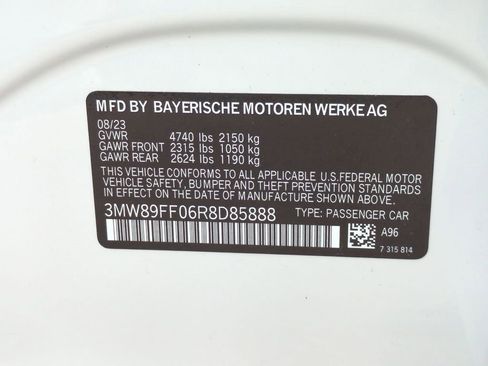 MFD BY BAYERISCHE MOTOREN WERKE AG
08/23
GVWR 4740 lbs 2150 kg
GAWR FRONT 2315 lbs 1050 kg
GAWR REAR 2624 lbs 1190 kg
THIS VEHICLE CONFORMS TO ALL APPLICABLE U.S.FEDERAL MOTOR
VEHICLE SAFETY, BUMPER AND THEFT PREVENTION STANDARDS
IN EFFECT ON THE DATE OF MANUFACTURE SHOWN ABOVE.
3MW89FF06R8D85888 TYPE: PASSENGER CAR
A96
7 315 814